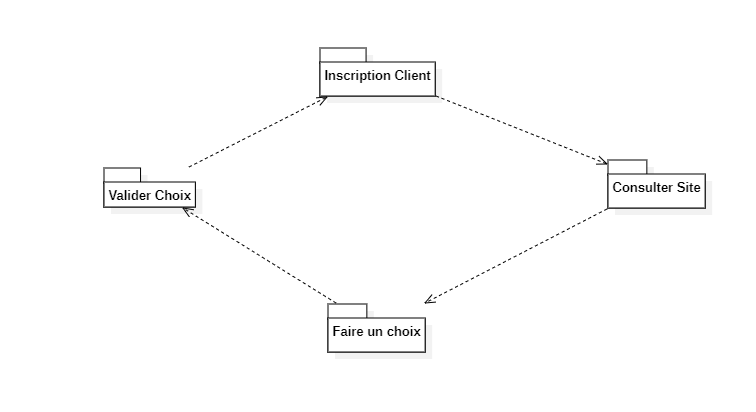 Inscription Client
Consulter Site
Valider Choix
Faire un choix